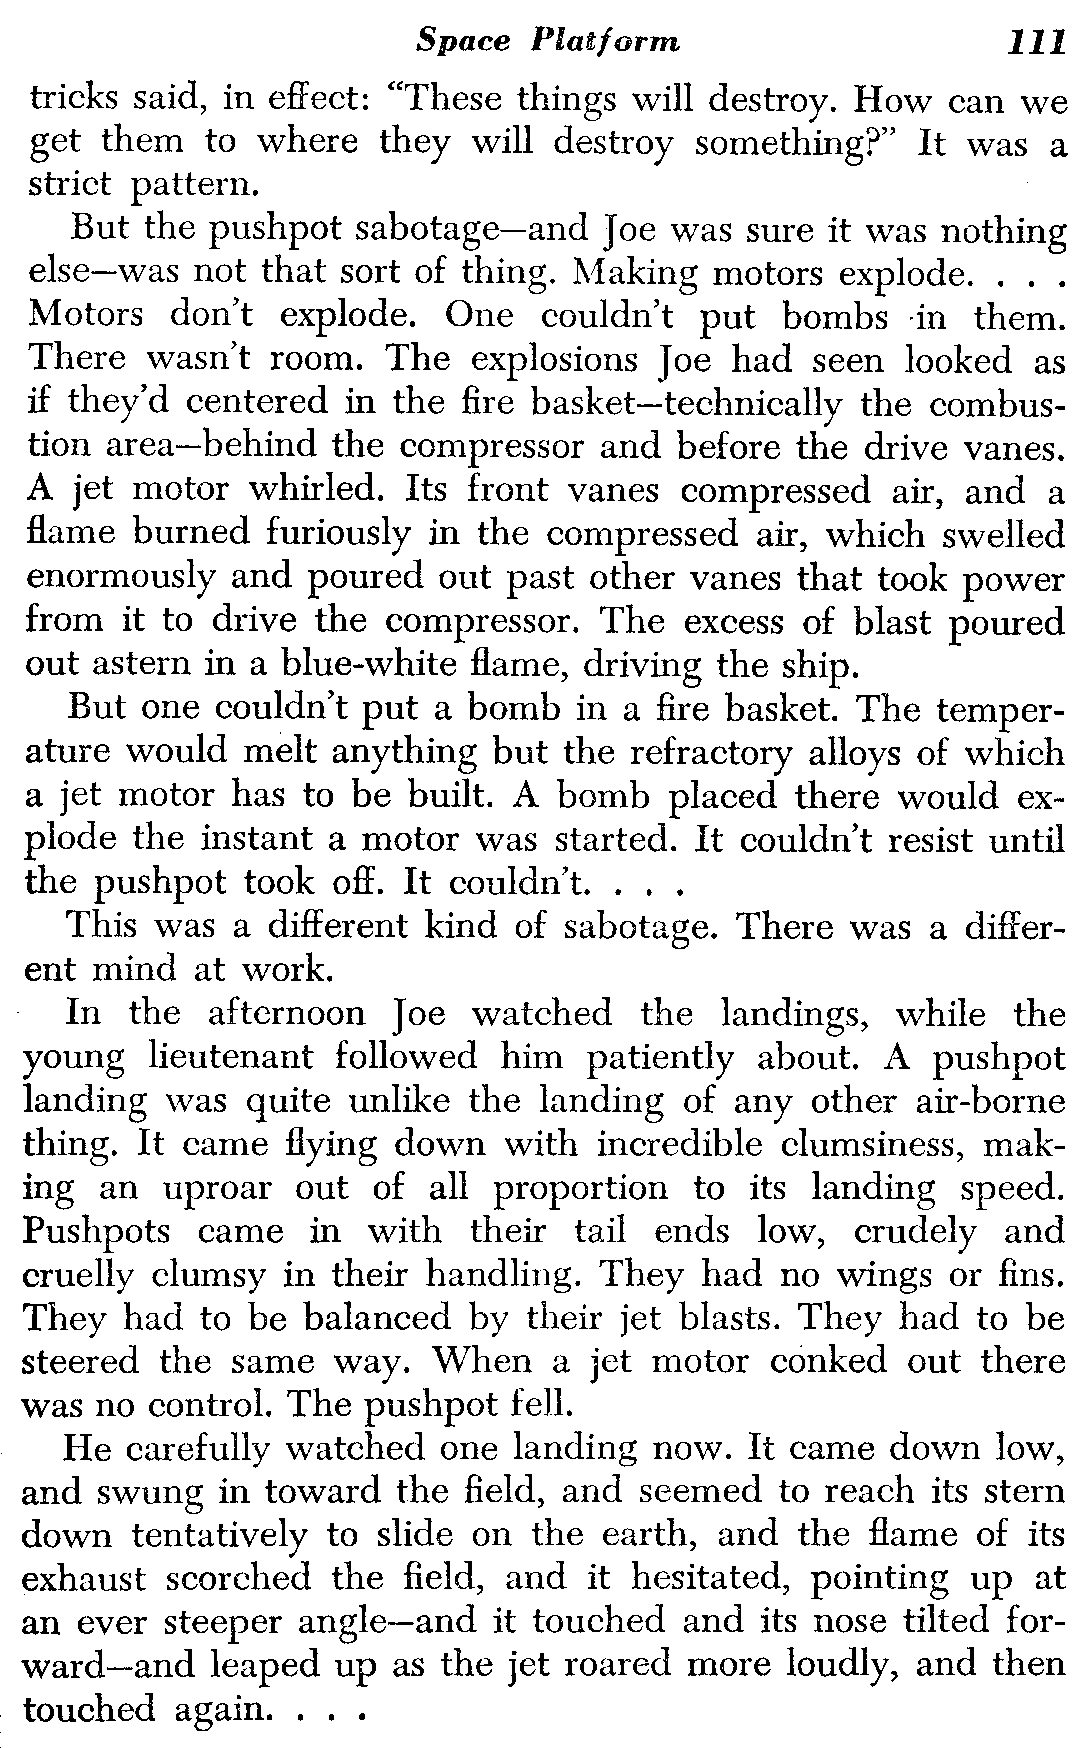 Space Platform 111
tricks said, in effect: “These things will destroy. How can we
get them to where they will destroy something?” It was a
strict pattern.
But the pushpot sabotage—and Joe was sure it was nothing
else—was not that sort of thing. Making motors explode. . . .
Motors don’t explode. One couldn’t put bombs in them.
There wasn’t room. The explosions Joe had seen looked as
if they’d centered in the fire basket—technically the combus-
tion area—behind the compressor and before the drive vanes.
A jet motor whirled. Its front vanes compressed air, and a
flame burned furiously in the compressed air, which swelled
enormously and poured out past other vanes that took power
from it to drive the compressor. The excess of blast poured
out astern in a blue-white flame, driving the ship.
But one couldn’t put a bomb in a fire basket. The temper-
ature would melt anything but the refractory alloys of which
a jet motor has to be built. A bomb placed there would ex-
plode the instant a motor was started. It couldn’t resist until
the pushpot took off. It couldn’t. . . .
This was a different kind of sabotage. There was a differ-
ent mind at work.
In the afternoon Joe watched the landings, while the
young lieutenant followed him patiently about. A pushpot
landing was quite unlike the landing of any other air-borne
thing. It came flying down with incredible clumsiness, mak-
ing an uproar out of all proportion to its landing speed.
Pushpots came in with their tail ends low, crudely and
cruelly clumsy in their handling. They had no wings or fins.
They had to be balanced by their jet blasts. They had to be
steered the same way. When a jet motor conked out there
was no control. The pushpot fell.
He carefully watched one landing now. It came down low,
and swung in toward the field, and seemed to reach its stern
down tentatively to slide on the earth, and the flame of its
exhaust scorched the field, and it hesitated, pointing up at
an ever steeper angle—and it touched and its nose tilted for-
ward—and leaped up as the jet roared more loudly, and then
touched again. . . .